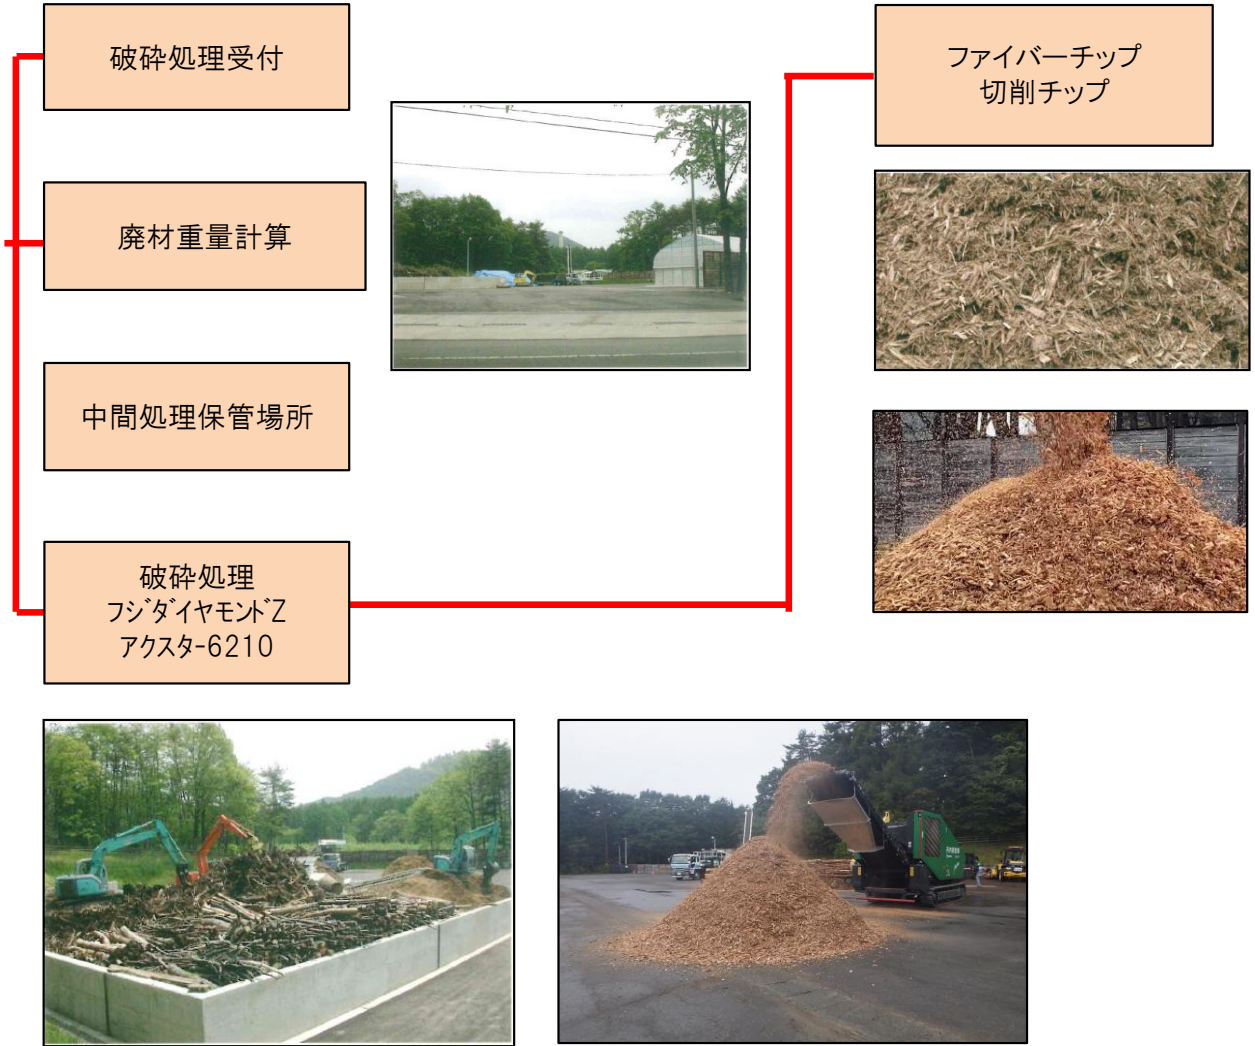 破砕処理受付
廃材重量計算
中間処理保管場所
破砕処理
フジダイヤモンドZ
アクスタ-6210
ファイバーチップ
切削チップ